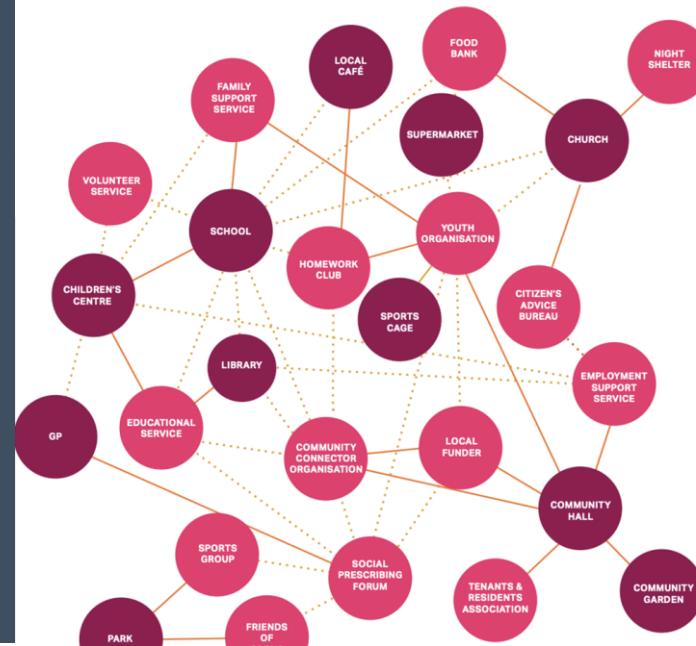 FOOD
BANK
NIGHT
SHELTER
LOCAL
CAFÉ
FAMILY
SUPPORT
SERVICE
SUPERMARKET
CHURCH
VOLUNTEER
SERVICE
SCHOOL
YOUTH
ORGANISATION
HOMEWORK
CLUB
CHILDREN'S
CENTRE
CITIZEN'S
ADVICE
BUREAU
SPORTS
CAGE
LIBRARY
EMPLOYMENT
SUPPORT
SERVICE
GP
EDUCATIONAL
SERVICE
COMMUNITY
CONNECTOR
ORGANISATION
LOCAL
FUNDER
COMMUNITY
HALL
SPORTS
GROUP
SOCIAL
PRESCRIBING
FORUM
TENANTS &
RESIDENTS
ASSOCIATION
COMMUNITY
GARDEN
PARK
FRIENDS
OF